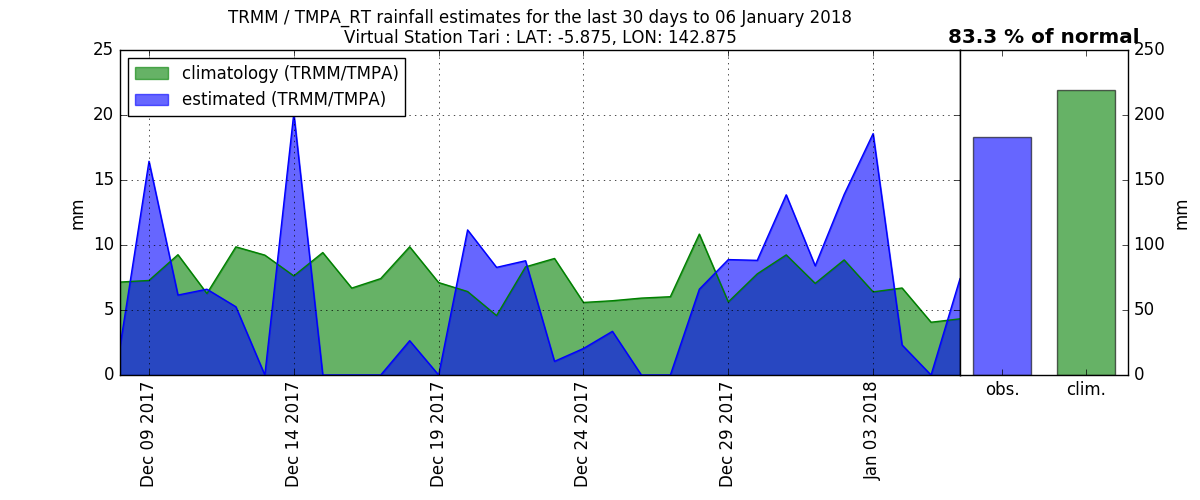 TRMM / TMPA_RT rainfall estimates for the last 30 days to 06 January 2018
Virtual Station Tari : LAT: -5.875, LON: 142.875
83.3 % of normal
climatology (TRMM/TMPA)
estimated (TRMM/TMPA)
25
20
15
10
5
0
mm
Dec 09 2017
Dec 14 2017
Dec 19 2017
Dec 24 2017
Dec 29 2017
Jan 03 2018
obs.
clim.
250
200
150
100
50
0
mm